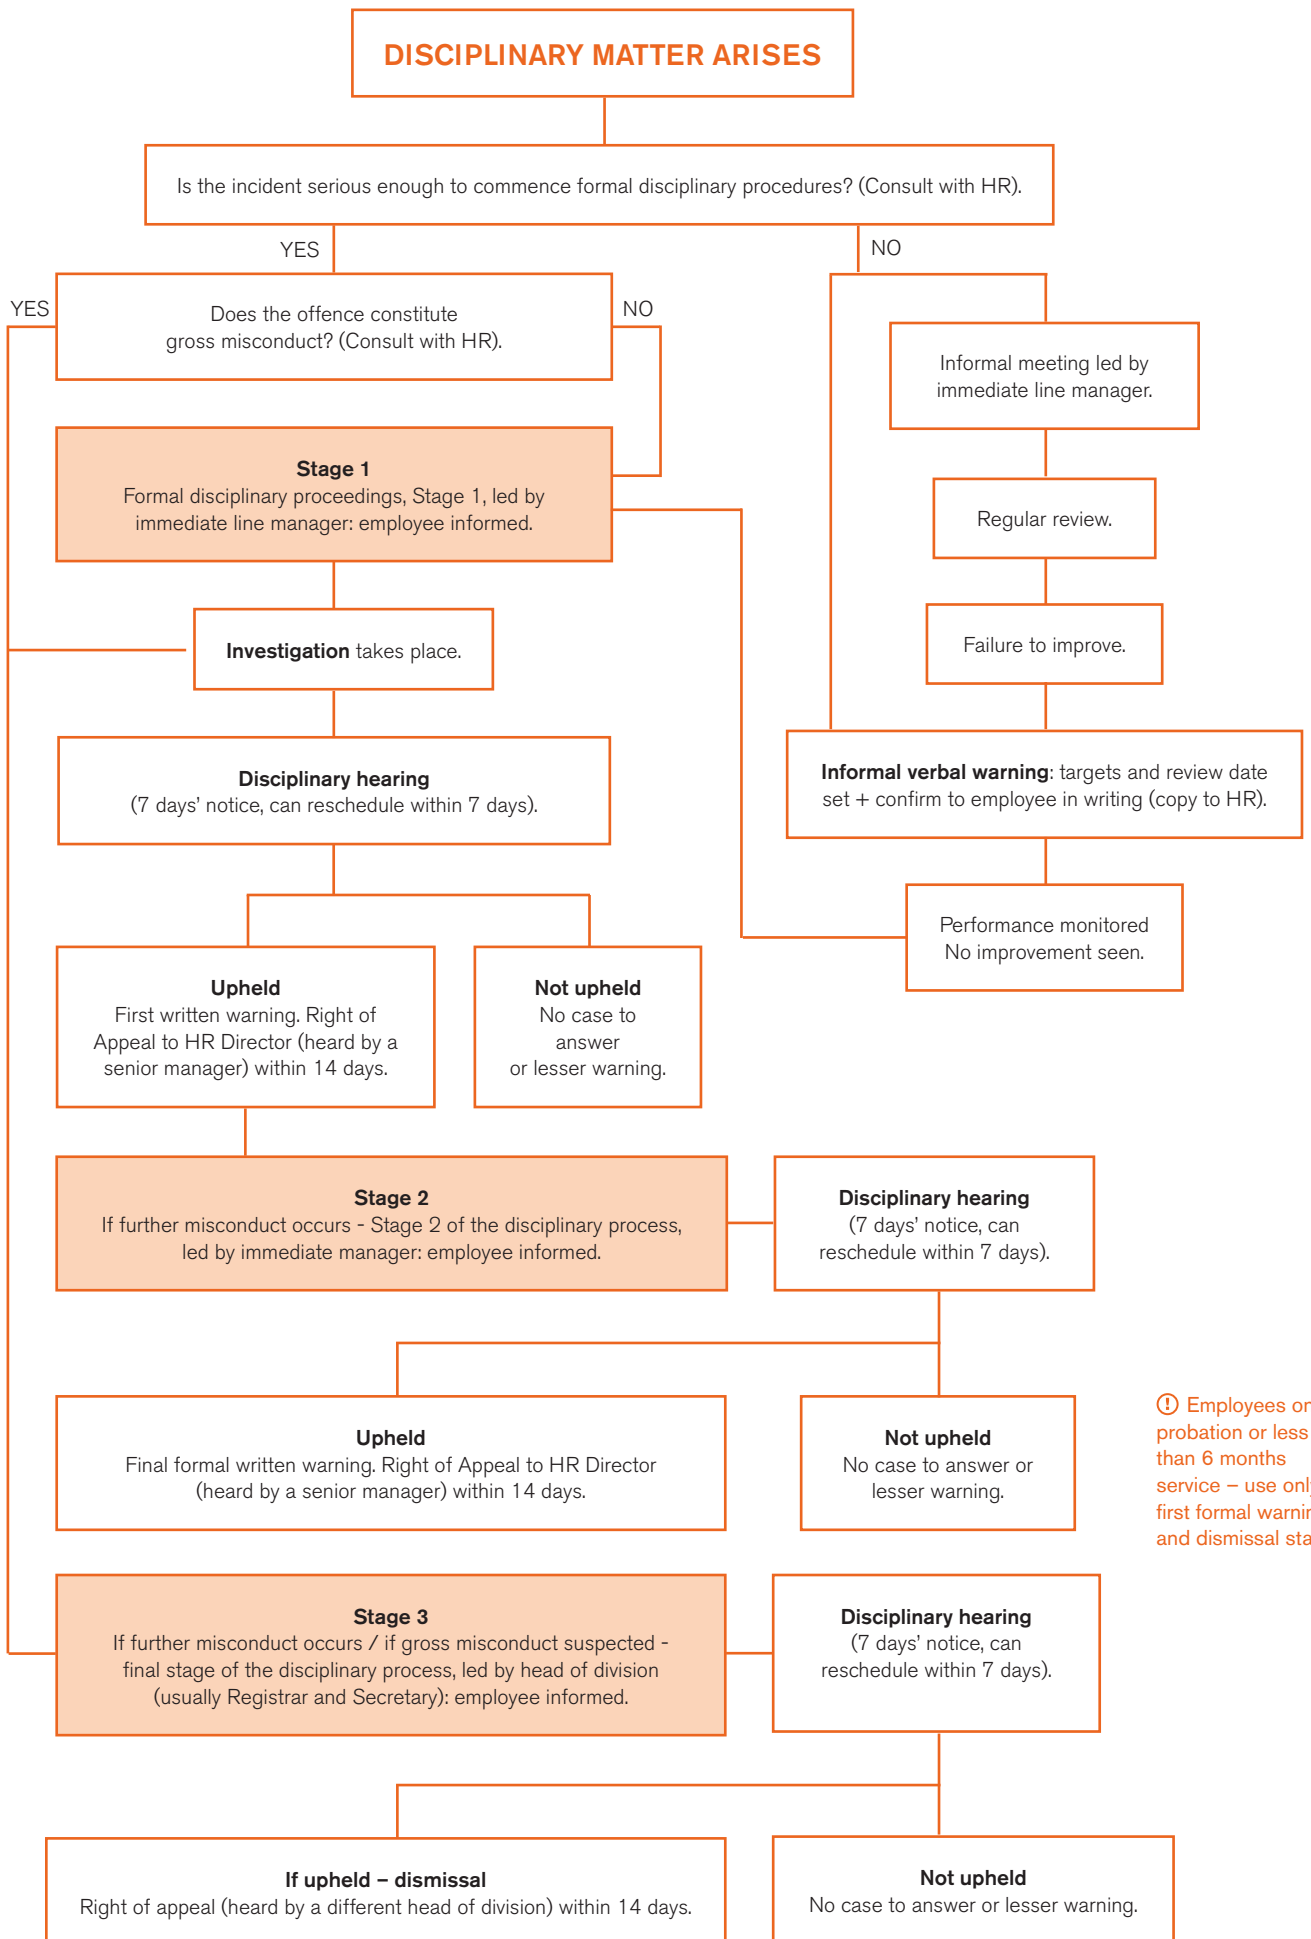 DISCIPLINARY MATTER ARISES
Is the incident serious enough to commence formal disciplinary procedures? (Consult with HR).
YES
NO
YES
Does the offence constitute
gross misconduct? (Consult with HR).
NO
Informal meeting led by
immediate line manager.
Stage 1
Formal disciplinary proceedings, Stage 1, led by
immediate line manager: employee informed.
Regular review.
Failure to improve.
Investigation takes place.
Disciplinary hearing
(7 days’ notice, can reschedule within 7 days).
Informal verbal warning: targets and review date
set + confirm to employee in writing (copy to HR).
Performance monitored
No improvement seen.
Upheld
First written warning. Right of
Appeal to HR Director (heard by a
senior manager) within 14 days.
Not upheld
No case to
answer
or lesser warning.
Stage 2
If further misconduct occurs - Stage 2 of the disciplinary process,
led by immediate manager: employee informed.
Disciplinary hearing
(7 days’ notice, can
reschedule within 7 days).
Upheld
Final formal written warning. Right of Appeal to HR Director
(heard by a senior manager) within 14 days.
Not upheld
No case to answer or
lesser warning.
Employees
probation or less
than 6 months
service – use
first formal
and dismissal
Stage 3
If further misconduct occurs / if gross misconduct suspected -
final stage of the disciplinary process, led by head of division
(usually Registrar and Secretary): employee informed.
Disciplinary hearing
(7 days’ notice, can
reschedule within 7 days).
If upheld – dismissal
Right of appeal (heard by a different head of division) within 14 days.
Not upheld
No case to answer or lesser warning.